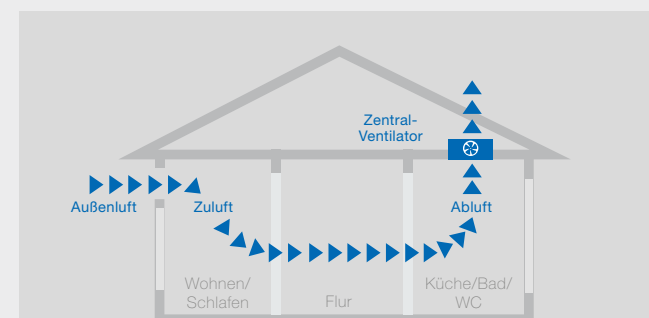 Zentral-
Ventilator
Außenluft
Zuluft
Abluft
Wohnen/
Schlafen
Flur
Küche/Bad/
WC